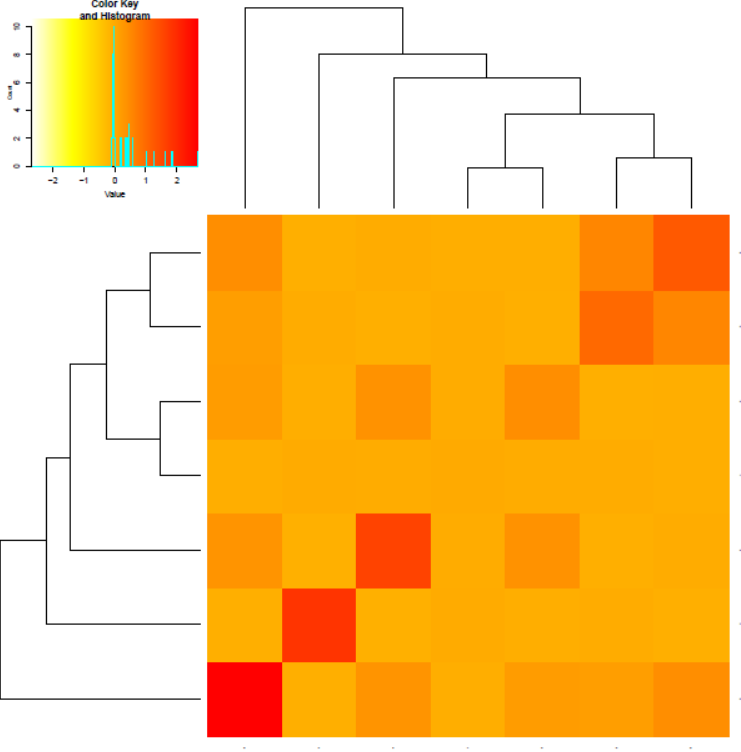 Color Key
and Histogram
Count
0 2 4 6 8 10
−2 −1 0 1 2
Value